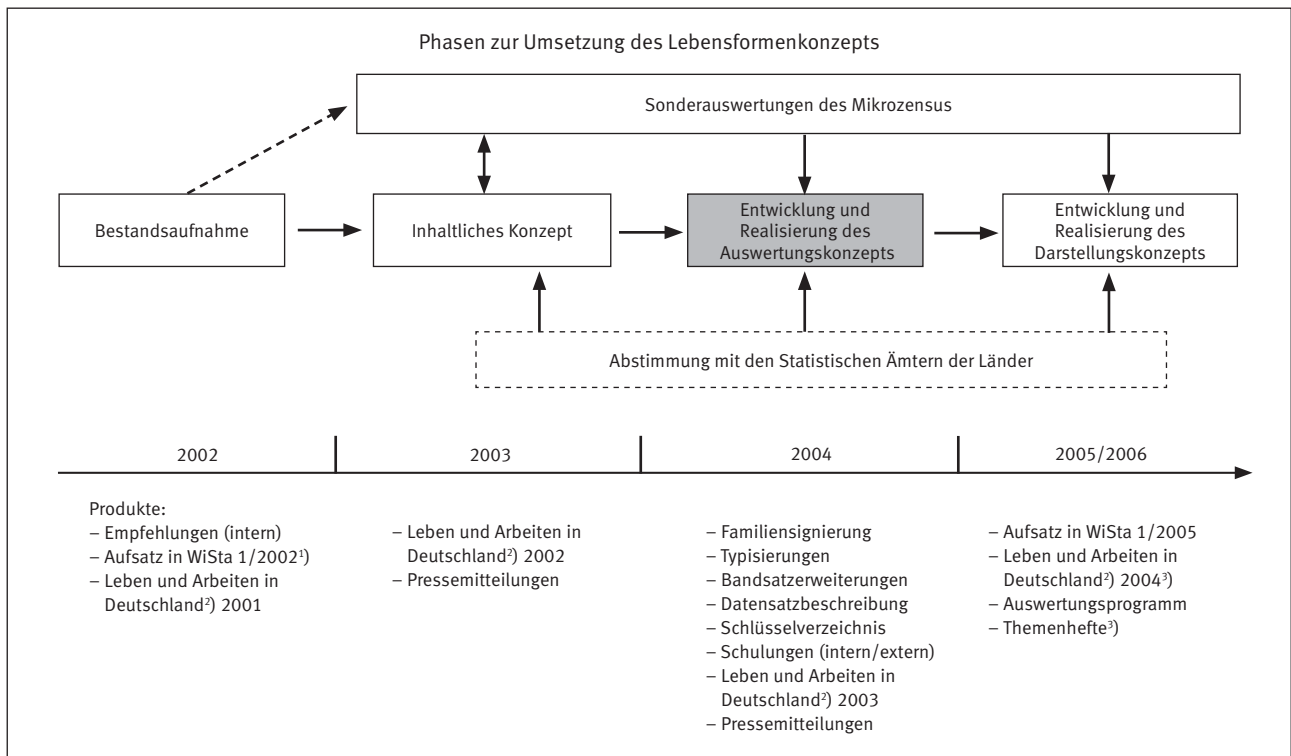 Phasen zur Umsetzung des Lebensformenkonzepts
Sonderauswertungen des Mikrozensus
Bestandsaufnahme
Inhaltliches Konzept
Entwicklung und
Realisierung des
Auswertungskonzepts
Entwicklung und
Realisierung des
Darstellungskonzepts
Abstimmung mit den Statistischen Ämtern der Länder
2002
2003
2004
2005/2006
Produkte:
– Empfehlungen (intern)
– Aufsatz in WiSta 1/2002¹)
– Leben und Arbeiten in
Deutschland²) 2001
– Leben und Arbeiten in
Deutschland²) 2002
– Pressemitteilungen
– Familiensignierung
– Typisierungen
– Bandsatzerweiterungen
– Datensatzbeschreibung
– Schlüsselverzeichnis
– Schulungen (intern/extern)
– Leben und Arbeiten in
Deutschland²) 2003
– Pressemitteilungen
– Aufsatz in WiSta 1/2005
– Leben und Arbeiten in
Deutschland²) 2004³)
– Auswertungsprogramm
– Themenhefte³)